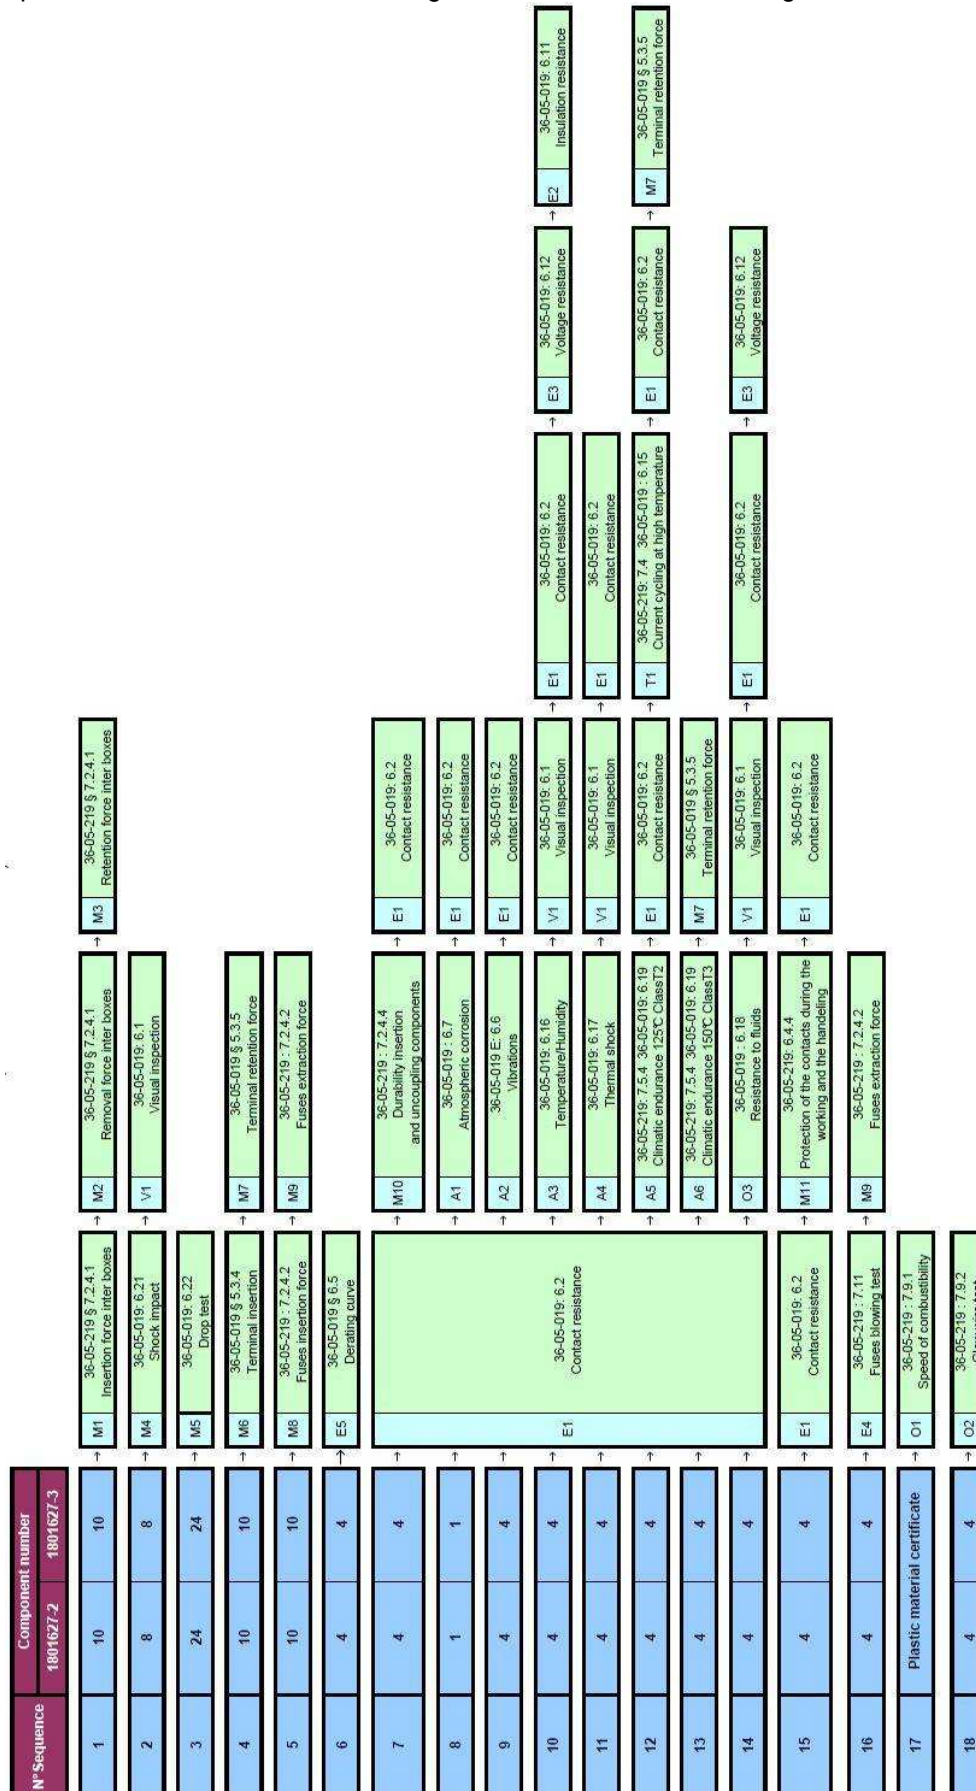 N°Sequence
Component number
1801627-2 1801627-3
1 10 10 → M1 36-05-219 § 7.2.4.1
Insertion force inter boxes
→ M2 36-05-219 § 7.2.4.1
Removal force inter boxes
→ M3 36-05-219 § 7.2.4.1
Retention force inter boxes
2 8 8 → M4 36-05-019: 6.21
Shock impact
→ V1 36-05-019: 6.1
Visual inspection
3 24 24 → M5 36-05-019: 6.22
Drop test
4 10 10 → M6 36-05-019 § 5.3.4
Terminal insertion
→ M7 36-05-019 § 5.3.5
Terminal retention force
5 10 10 → M8 36-05-219 : 7.2.4.2
Fuses insertion force
→ M9 36-05-219 : 7.2.4.2
Fuses extraction force
6 4 4 → E5 36-05-019 § 6.5
Derating curve
E1 36-05-019: 6.2
Contact resistance
7 4 4 → → M10 36-05-219 : 7.2.4.4
Durability insertion
and uncoupling components
→ E1 36-05-019: 6.2
Contact resistance
8 1 1 → → A1 36-05-019 : 6.7
Atmospheric corrosion
→ E1 36-05-019: 6.2
Contact resistance
9 4 4 → → A2 36-05-019 E: 6.6
Vibrations
→ E1 36-05-019: 6.2
Contact resistance
10 4 4 → → A3 36-05-019: 6.16
Temperature/Humidity
→ V1 36-05-019: 6.1
Visual inspection
→ E1 36-05-019: 6.2
Contact resistance
→ E3 36-05-019: 6.12
Voltage resistance
→ E2 36-05-019: 6.11
Insulation resistance
11 4 4 → → A4 36-05-019: 6.17
Thermal shock
→ V1 36-05-019: 6.1
Visual inspection
→ E1 36-05-019: 6.2
Contact resistance
12 4 4 → → A5 36-05-219: 7.5.4 36-05-019: 6.19
Climatic endurance 125°C ClassT2
→ E1 36-05-019: 6.2
Contact resistance
→ T1 36-05-219: 7.4 36-05-019 : 6.15
Current cycling at high temperature
→ E1 36-05-019: 6.2
Contact resistance
→ M7 36-05-019 § 5.3.5
Terminal retention force
13 4 4 → → A6 36-05-219: 7.5.4 36-05-019: 6.19
Climatic endurance 150°C ClassT3
→ M7 36-05-019 § 5.3.5
Terminal retention force
14 4 4 → → O3 36-05-019 : 6.18
Resistance to fluids
→ V1 36-05-019: 6.1
Visual inspection
→ E1 36-05-019: 6.2
Contact resistance
→ E3 36-05-019: 6.12
Voltage resistance
15 4 4 → E1 36-05-019: 6.2
Contact resistance
→ M11 36-05-219: 6.4.4
Protection of the contacts during the
working and the handeling
→ E1 36-05-019: 6.2
Contact resistance
16 4 4 → E4 36-05-219 : 7.11
Fuses blowing test
→ M9 36-05-219 : 7.2.4.2
Fuses extraction force
17 Plastic material certificate → O1 36-05-219 : 7.9.1
Speed of combustibility
18 4 4 → O2 36-05-219 : 7.9.2